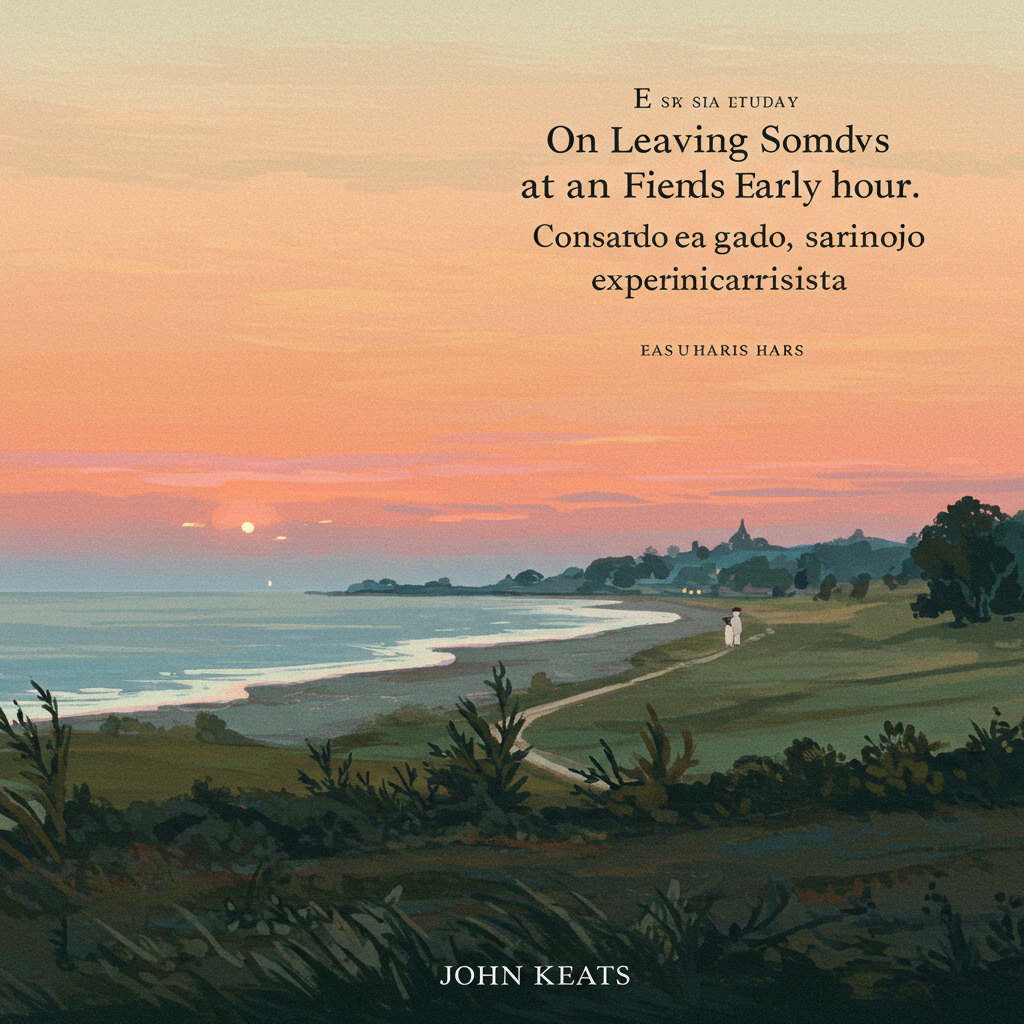 E SK SIA ETUDAY
On Leaving Somdvs
at an Fiends Early hour.
Consatdo ea gado, sarinojo
experinicarrisista
EASUHARIS HARS
JOHN KEATS